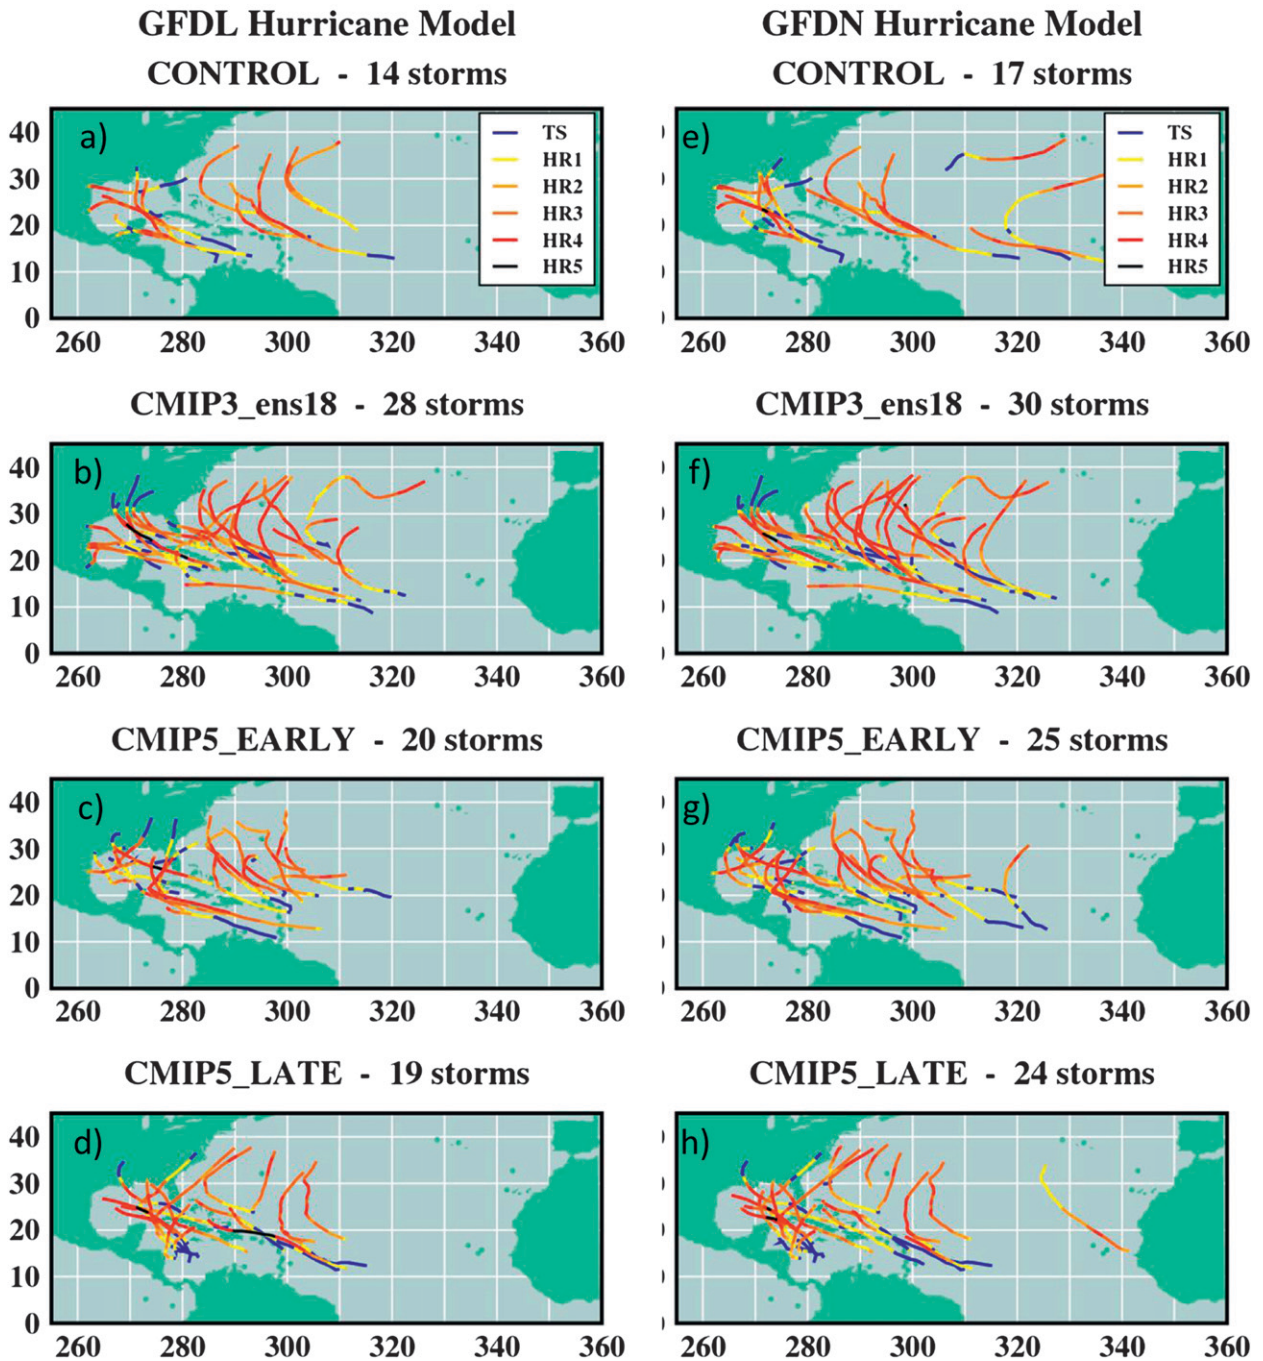 GFDL Hurricane Model
GFDN Hurricane Model
CONTROL - 14 storms
CONTROL - 17 storms
a)
40
30
20
10
0
TS
HR1
HR2
HR3
HR4
HR5
260 280 300 320 340 360
e)
TS
HR1
HR2
HR3
HR4
HR5
260 280 300 320 340 360
CMIP3_ens18 - 28 storms
CMIP3_ens18 - 30 storms
b)
40
30
20
10
0
260 280 300 320 340 360
f)
260 280 300 320 340 360
CMIP5_EARLY - 20 storms
CMIP5_EARLY - 25 storms
c)
40
30
20
10
0
260 280 300 320 340 360
g)
260 280 300 320 340 360
CMIP5_LATE - 19 storms
CMIP5_LATE - 24 storms
d)
40
30
20
10
0
260 280 300 320 340 360
h)
260 280 300 320 340 360